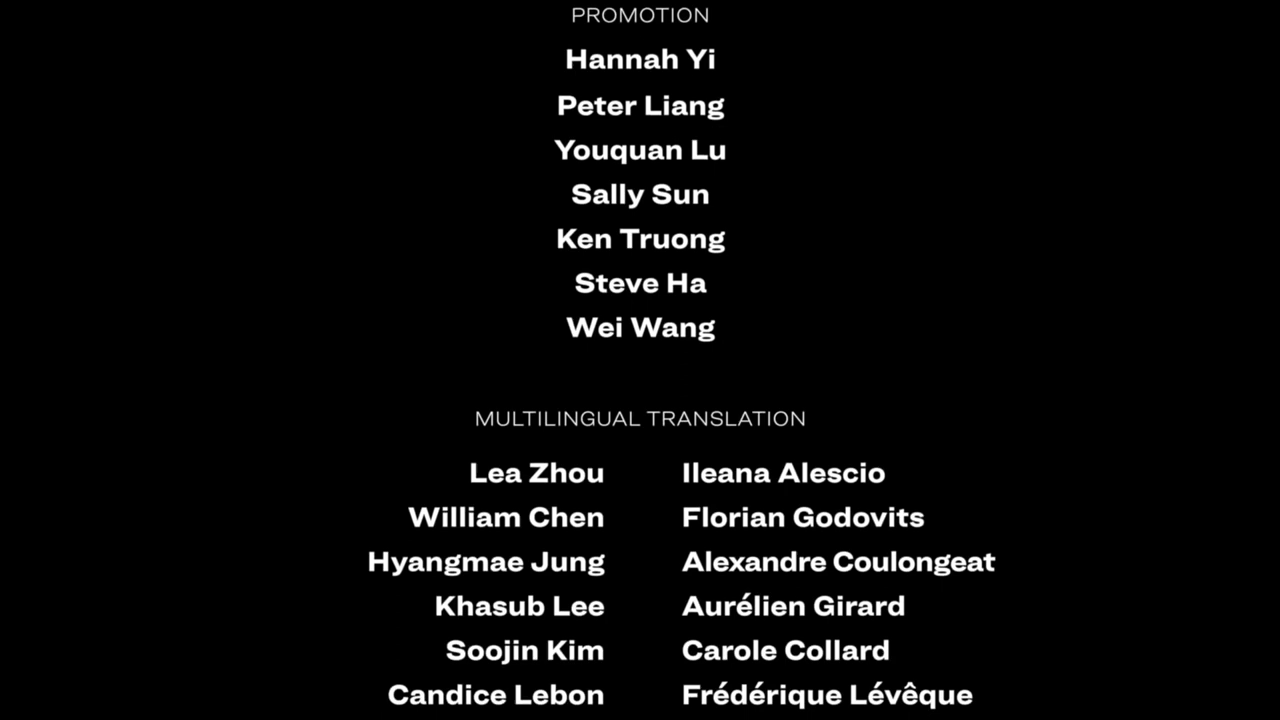 PROMOTION
Hannah Yi
Peter Liang
Youquan Lu
Sally Sun
Ken Truong
Steve Ha
Wei Wang
MULTILINGUAL TRANSLATION
Lea Zhou Ileana Alescio
William Chen Florian Godovits
Hyangmae Jung Alexandre Coulongeat
Khasub Lee Aurélien Girard
Soojin Kim Carole Collard
Candice Lebon Frédérique Lévêque